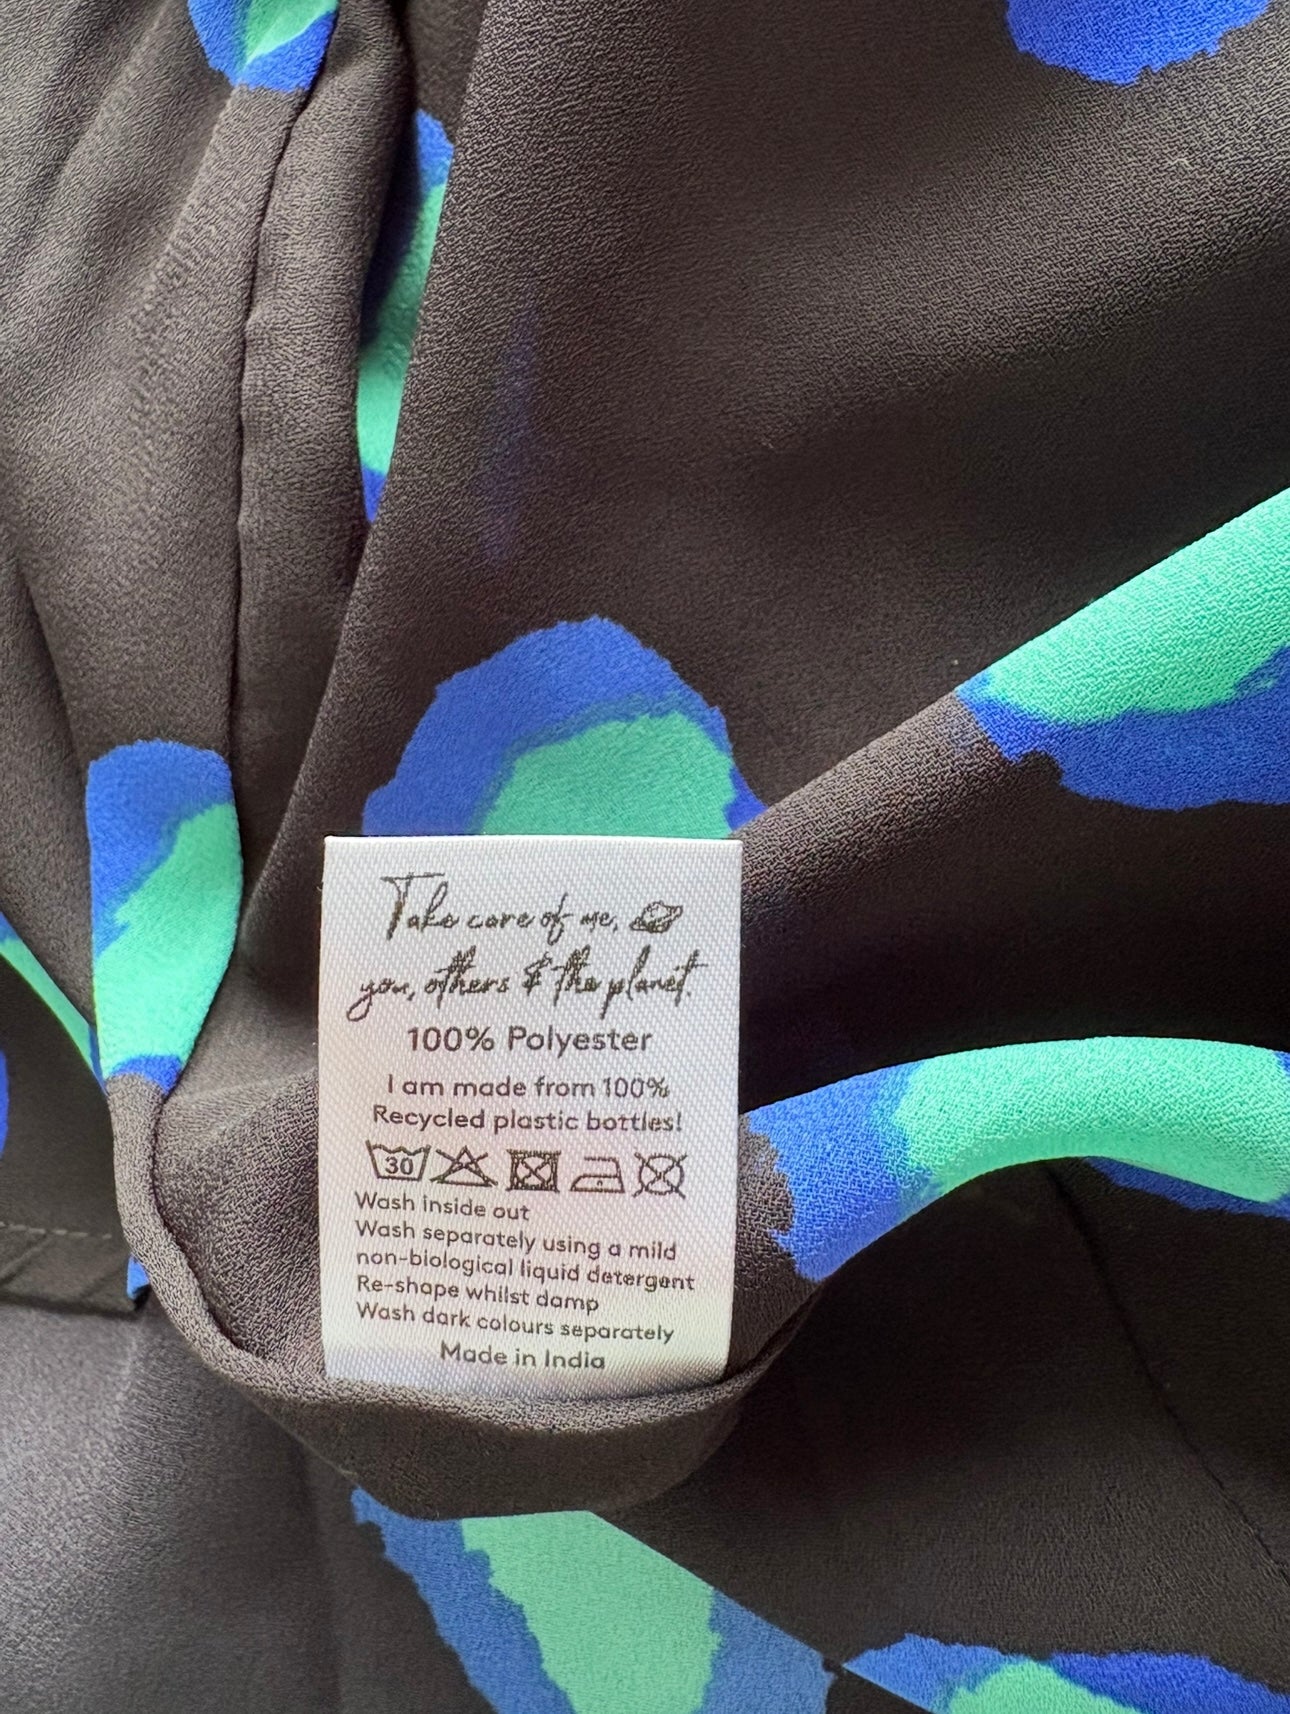 Take care of me,
you, others & the planet.
100% Polyester
I am made from 100%
Recycled plastic bottles!
30
Wash inside out
Wash separately using a mild
non-biological liquid detergent
Re-shape whilst damp
Wash dark colours separately
Made in India